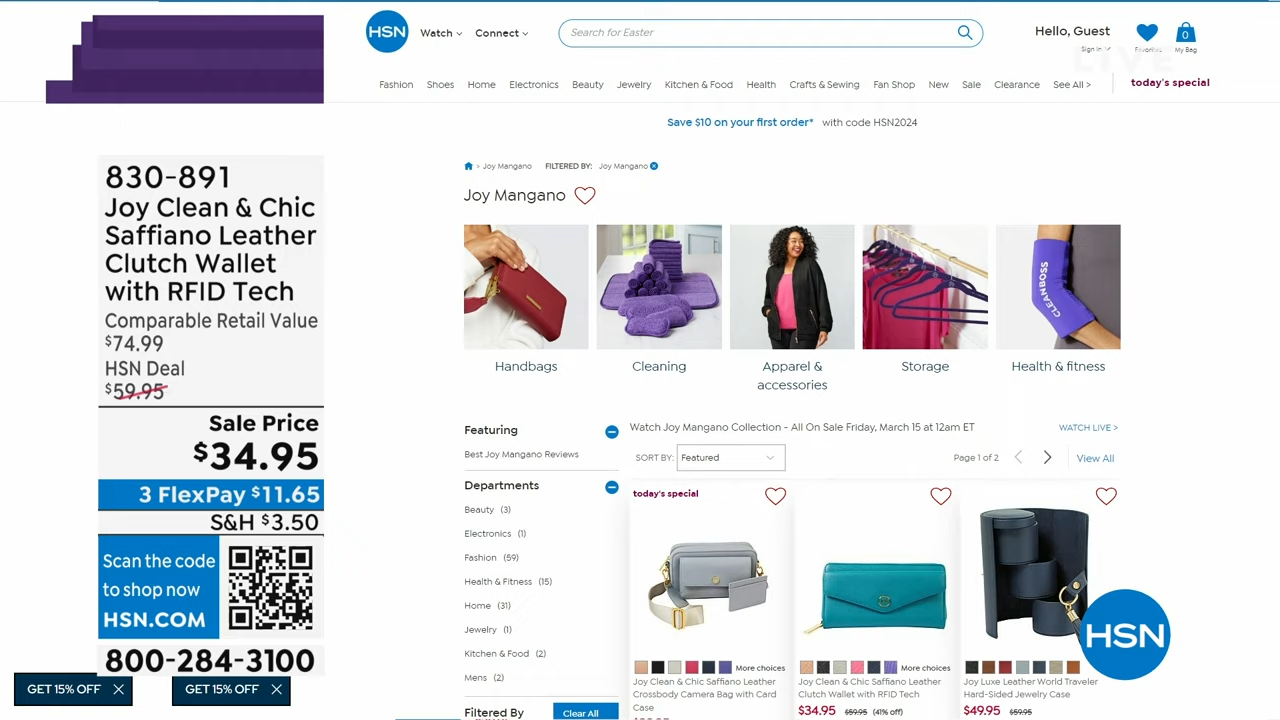 HSN
Watch
Connect
Search for Easter
Hello, Guest
Sign In
Favorites
0
My Bag
LIVE
Fashion
Shoes
Home
Electronics
Beauty
Jewelry
Kitchen & Food
Health
Crafts & Sewing
Fan Shop
New
Sale
Clearance
See All >
today's special
Save $10 on your first order* with code HSN2024
830-891
Joy Clean & Chic
Saffiano Leather
Clutch Wallet
with RFID Tech
Comparable Retail Value
$74.99
HSN Deal
$59.95
Sale Price
$34.95
3 FlexPay $11.65
S&H $3.50
Scan the code
to shop now
HSN.COM
800-284-3100
GET 15% OFF
GET 15% OFF
> Joy Mangano FILTERED BY: Joy Mangano
Joy Mangano
CLEANBOSS
Handbags
Cleaning
Apparel &
accessories
Storage
Health & fitness
Featuring
Best Joy Mangano Reviews
Departments
Beauty (3)
Electronics (1)
Fashion (59)
Health & Fitness (15)
Home (31)
Jewelry (1)
Kitchen & Food (2)
Mens (2)
Filtered By
Clear All
Watch Joy Mangano Collection - All On Sale Friday, March 15 at 12am ET
WATCH LIVE >
SORT BY: Featured
Page 1 of 2
View All
today's special
More choices
Joy Clean & Chic Saffiano Leather
Crossbody Camera Bag with Card
Case
More choices
Joy Clean & Chic Saffiano Leather
Clutch Wallet with RFID Tech
$34.95 $59.95 (41% off)
Joy Luxe Leather World Traveler
Hard-Sided Jewelry Case
$49.95 $59.95
HSN